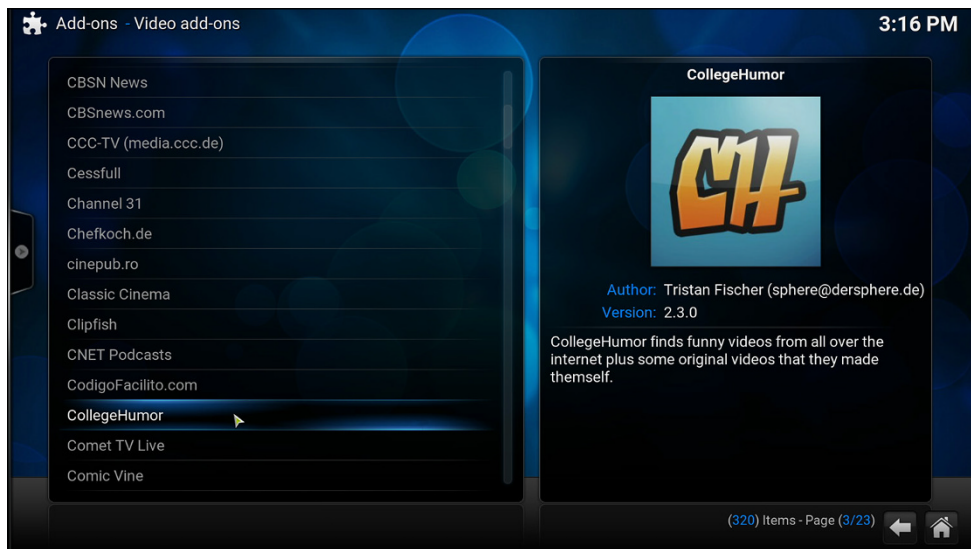 Add-ons - Video add-ons
3:16 PM
CBSN News
CBSnews.com
CCC-TV (media.ccc.de)
Cessfull
Channel 31
Chefkoch.de
cinepub.ro
Classic Cinema
Clipfish
CNET Podcasts
CodigoFacilito.com
CollegeHumor
Comet TV Live
Comic Vine
CollegeHumor
CH
Author: Tristan Fischer (sphere@dersphere.de)
Version: 2.3.0
CollegeHumor finds funny videos from all over the
internet plus some original videos that they made
themself.
(320) Items - Page (3/23)